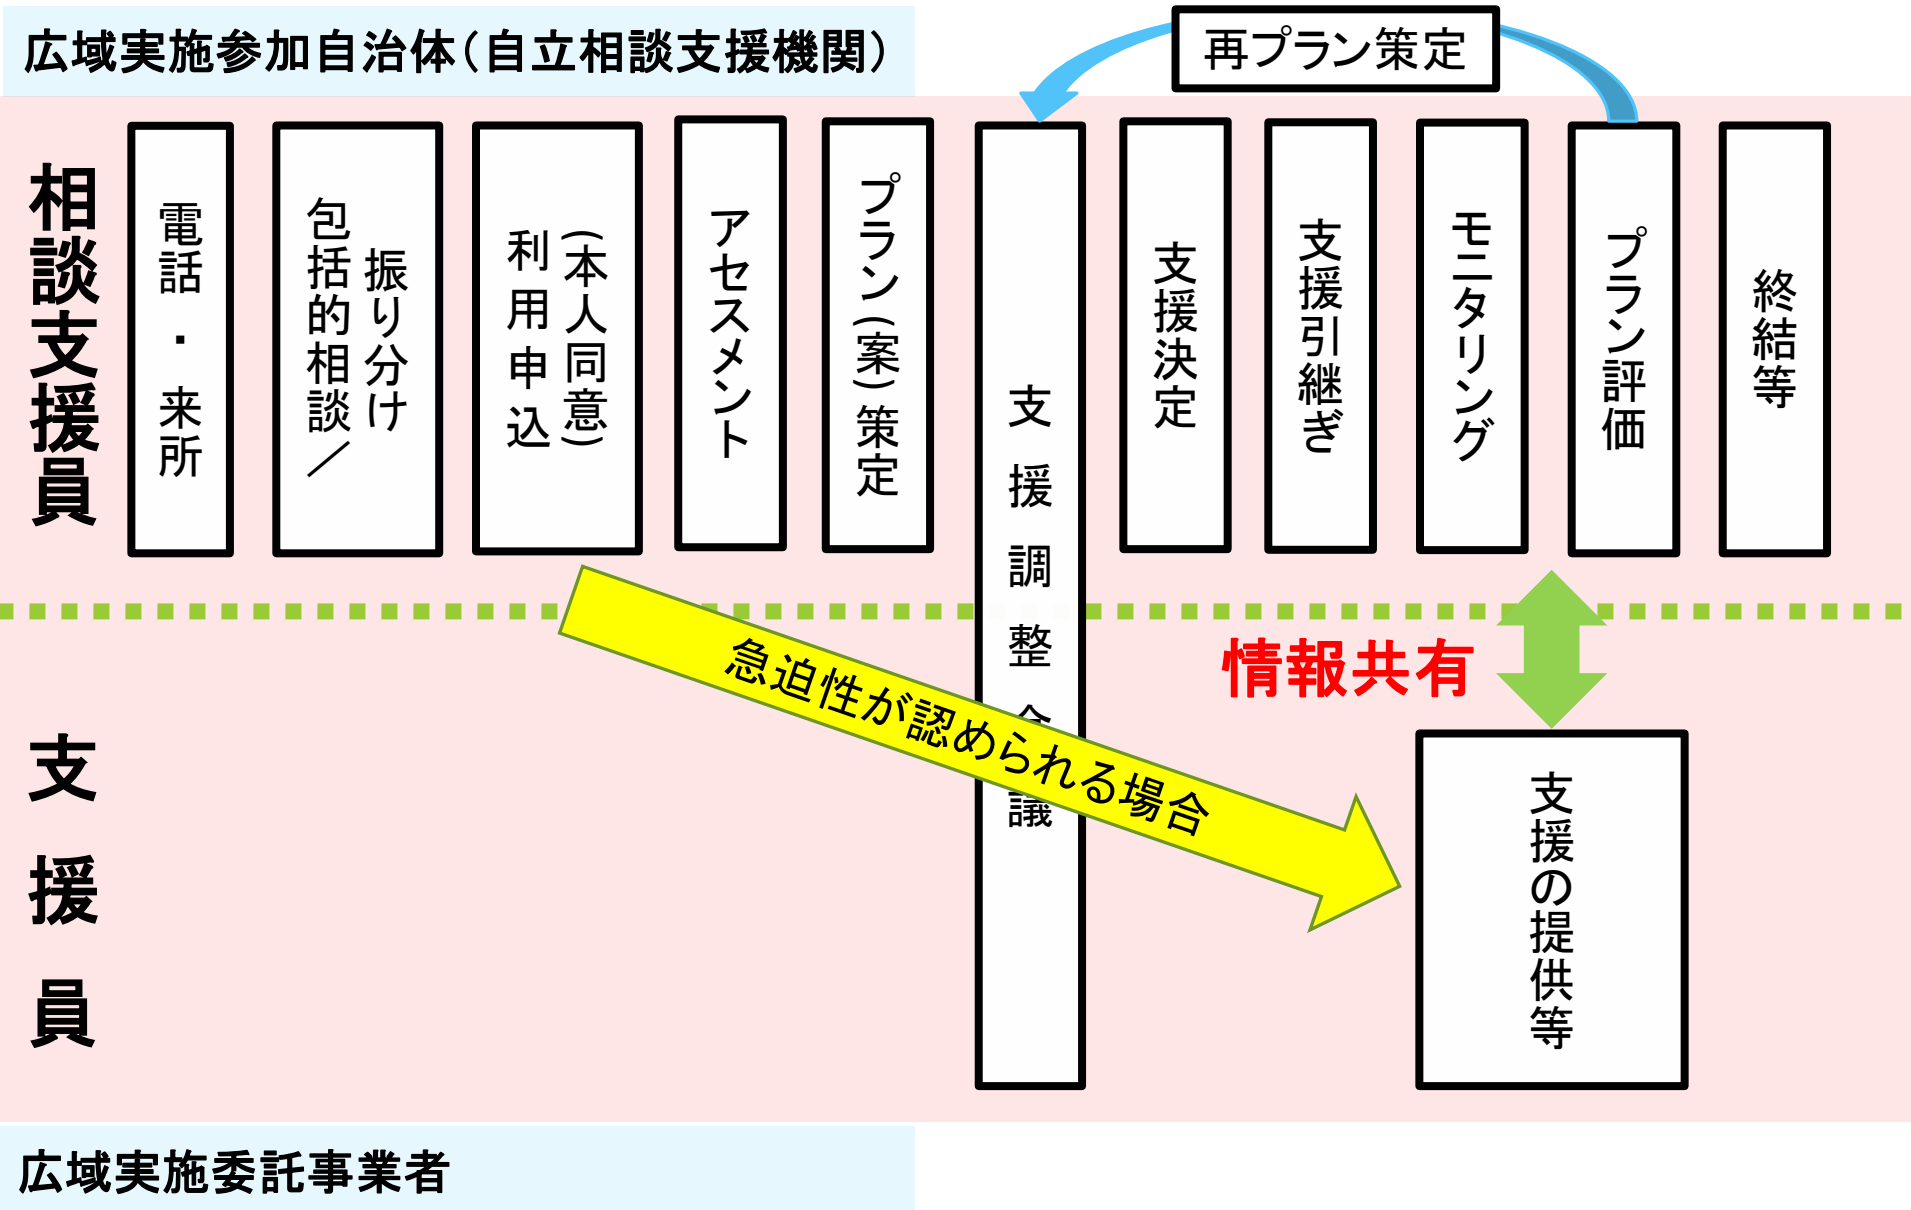 広域実施参加自治体（自立相談支援機関）
再プラン策定
相談支援員
電話・来所
包括的相談／
振り分け
(本人同意)
利用申込
アセスメント
プラン(案)策定
支援調整会議
支援決定
支援引継ぎ
モニタリング
プラン評価
終結等
急迫性が認められる場合
情報共有
支援員
支援の提供等
広域実施委託事業者